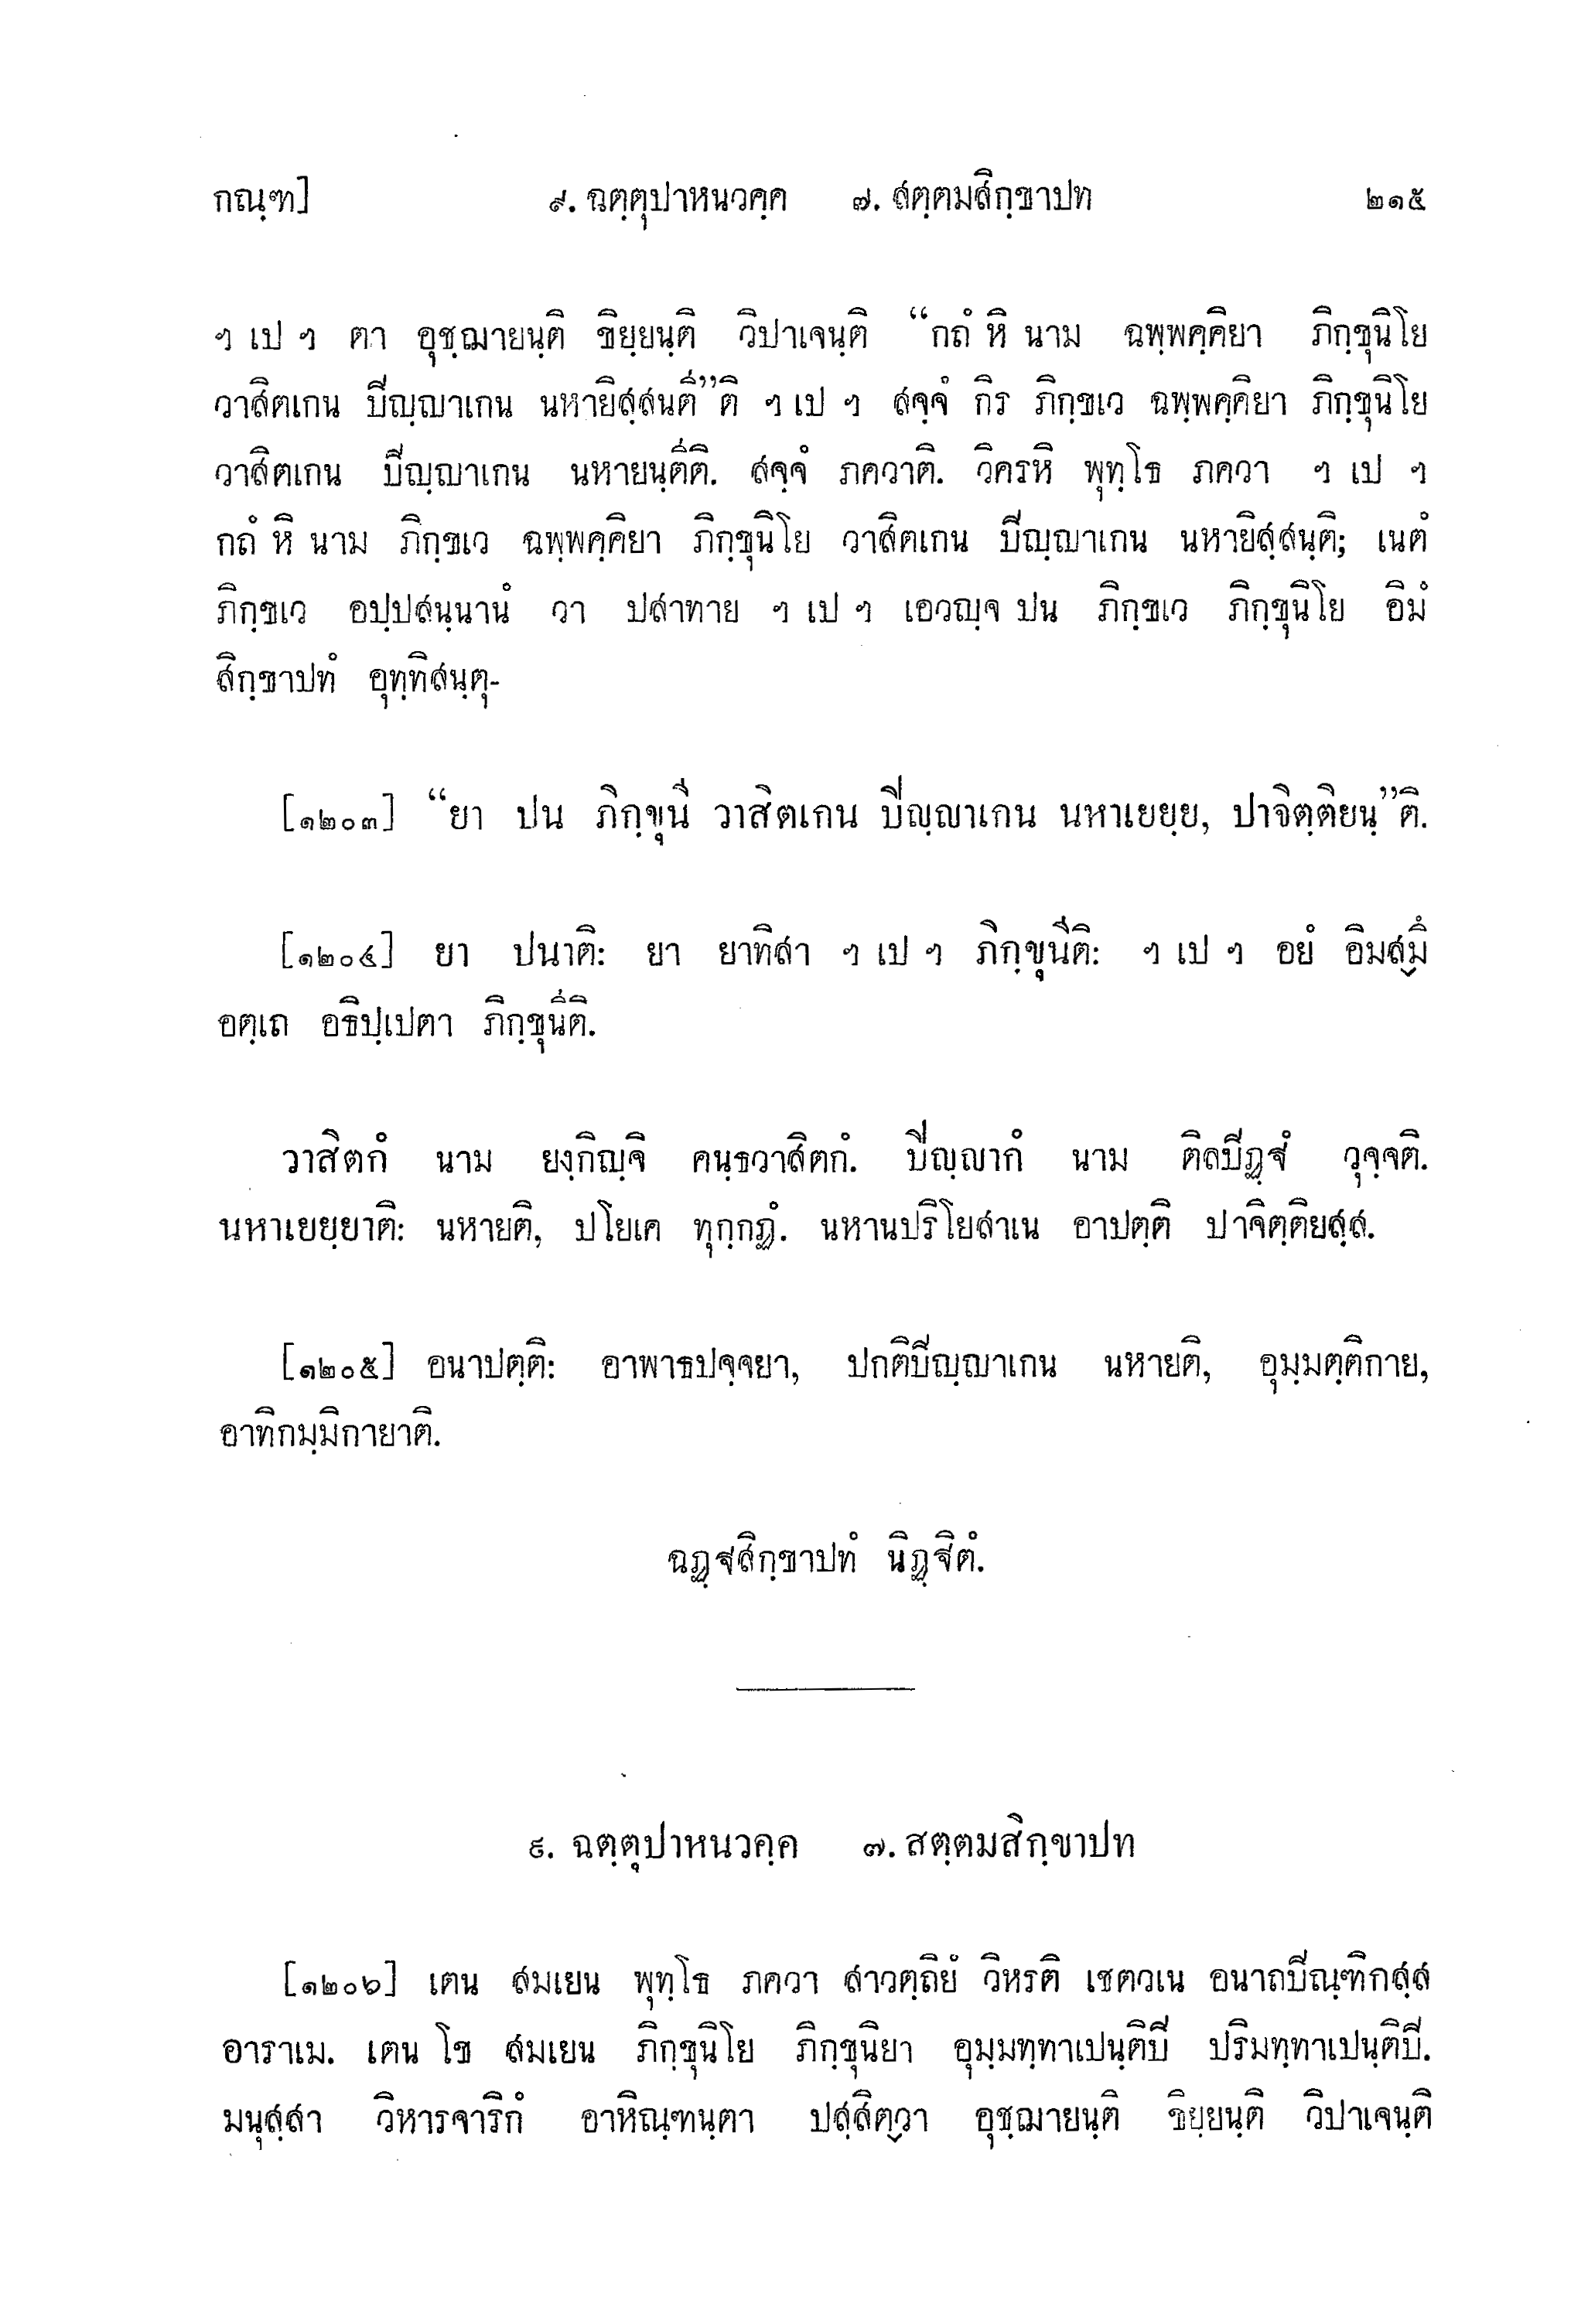 กณฺฑ] ๙. ฉตฺตุปาหนวคฺค ๗. สตฺตมสิกฺขาปท ๒๑๕
ฯ เป ฯ ตา อุชฺฌายนฺติ ขิยฺยนฺติ วิปาเจนฺติ “กถํ หิ นาม ฉพฺพคฺคิยา ภิกฺขุนิโย
วาสิตเกน ปิญฺญาเกน นหายิสฺสนตี”ติ ฯ เป ฯ สจฺจํ กิร ภิกฺขเว ฉพฺพคฺคิยา ภิกฺขุนิโย
วาสิตเกน ปิญฺญาเกน นหายนฺตีติ. สจฺจํ ภควาติ. วิครหิ พุทฺโธ ภควา ฯ เป ฯ
กถํ หิ นาม ภิกฺขเว ฉพฺพคฺคิยา ภิกฺขุนิโย วาสิตเกน ปิญฺญาเกน นหายิสฺสนฺติ; เนตํ
ภิกฺขเว อปฺปสนฺนานํ วา ปสาทาย ฯ เป ฯ เอวญฺจ ปน ภิกฺขเว ภิกฺขุนิโย อิมํ
สิกฺขาปทํ อุทฺทิสนฺตุ-
[๑๒๐๓] “ยา ปน ภิกฺขุนี วาสิตเกน ปิญฺญาเกน นหาเยยฺย, ปาจิตฺติยนฺ”ติ.
[๑๒๐๔] ยา ปนาติ: ยา ยาทิสา ฯ เป ฯ ภิกฺขุนีติ: ฯ เป ฯ อยํ อิมสฺมึ
อตฺเถ อธิปฺเปตา ภิกฺขุนีติ.
วาสิตกํ นาม ยงฺกิญฺจิ คนฺธวาสิตกํ. ปิญฺญากํ นาม ติลปิฏฺฐํ วุจฺจติ.
นหาเยยฺยาติ: นหายติ, ปโยเค ทุกฺกฏํ. นหานปริโยสาเน อาปตฺติ ปาจิตฺติยสฺส.
[๑๒๐๕] อนาปตฺติ: อาพาธปจฺจยา, ปกติปิญฺญาเกน นหายติ, อุมฺมตฺติกาย,
อาทิกมฺมิกายาติ.
ฉฏฺฐสิกฺขาปทํ นิฏฺฐิตํ.
๙. ฉตฺตุปาหนวคฺค ๗. สตฺตมสิกฺขาปท
[๑๒๐๖] เตน สมเยน พุทฺโธ ภควา สาวตฺถิยํ วิหรติ เชตวเน อนาถปิณฺฑิกสฺส
อาราเม. เตน โข สมเยน ภิกฺขุนิโย ภิกฺขุนิยา อุมฺมทฺทาเปนฺติปิ ปริมทฺทาเปนฺติปิ.
มนุสฺสา วิหารจาริกํ อาหิณฺฑนฺตา ปสฺสิตฺวา อุชฺฌายนฺติ ขิยฺยนฺติ วิปาเจนฺติ